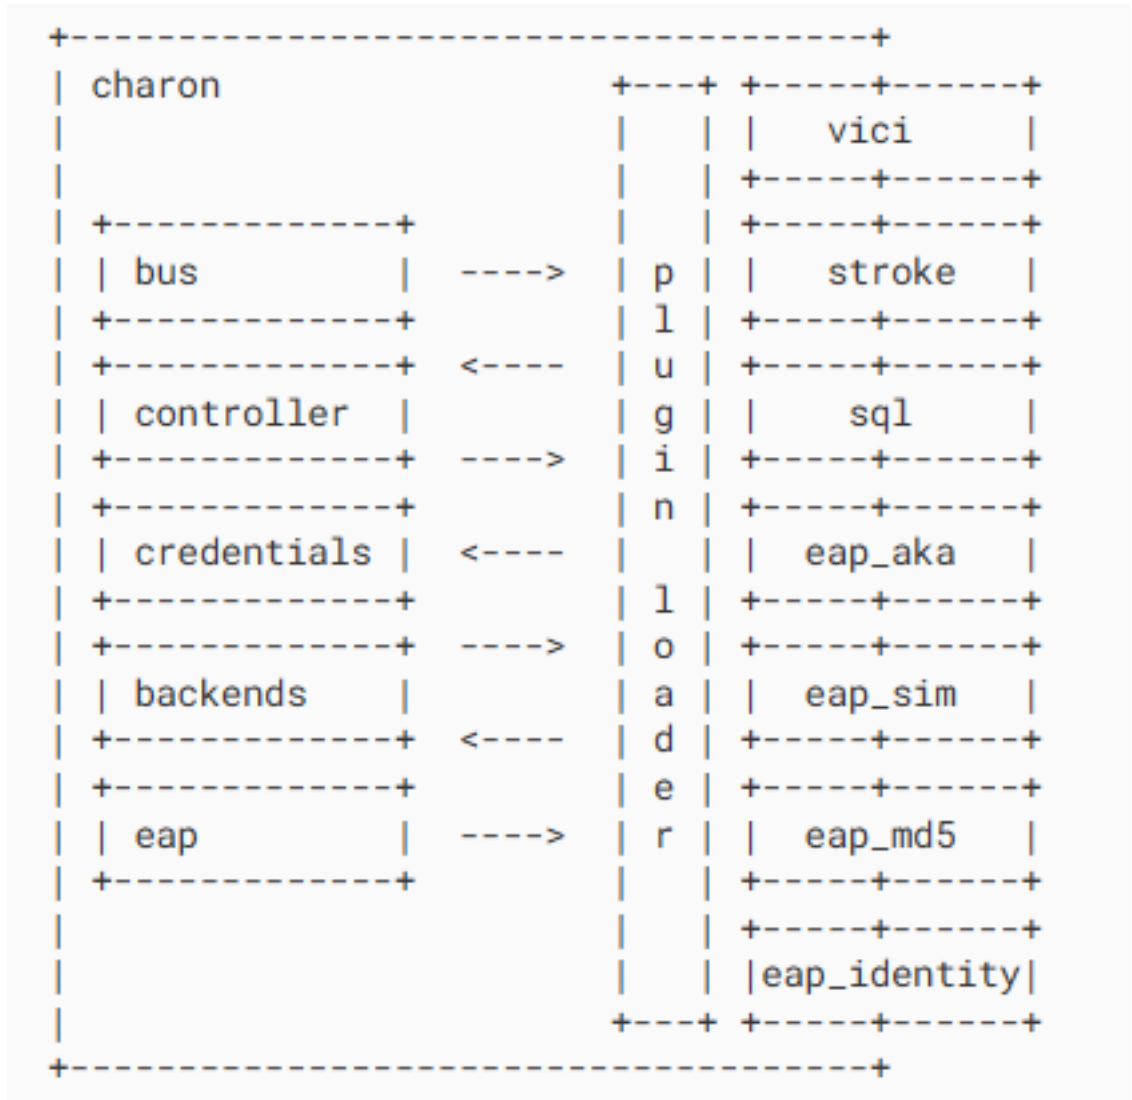 +-------------------------------------+
| charon                  +---+ +-----+------+
|                         |   | |   vici     |
|                         |   | +-----+------+
| +-------------+         |   | +-----+------+
| | bus         |  ---->  | p | |   stroke   |
| +-------------+         | l | +-----+------+
| +-------------+  <----  | u | +-----+------+
| | controller  |         | g | |    sql     |
| +-------------+  ---->  | i | +-----+------+
| +-------------+         | n | +-----+------+
| | credentials |  <----  |   | |  eap_aka   |
| +-------------+         | l | +-----+------+
| +-------------+  ---->  | o | +-----+------+
| | backends    |         | a | |  eap_sim   |
| +-------------+  <----  | d | +-----+------+
| +-------------+         | e | +-----+------+
| | eap         |  ---->  | r | |  eap_md5   |
| +-------------+         |   | +-----+------+
|                         |   | +-----+------+
|                         |   | |eap_identity|
|                         +---+ +-----+------+
+-------------------------------------+